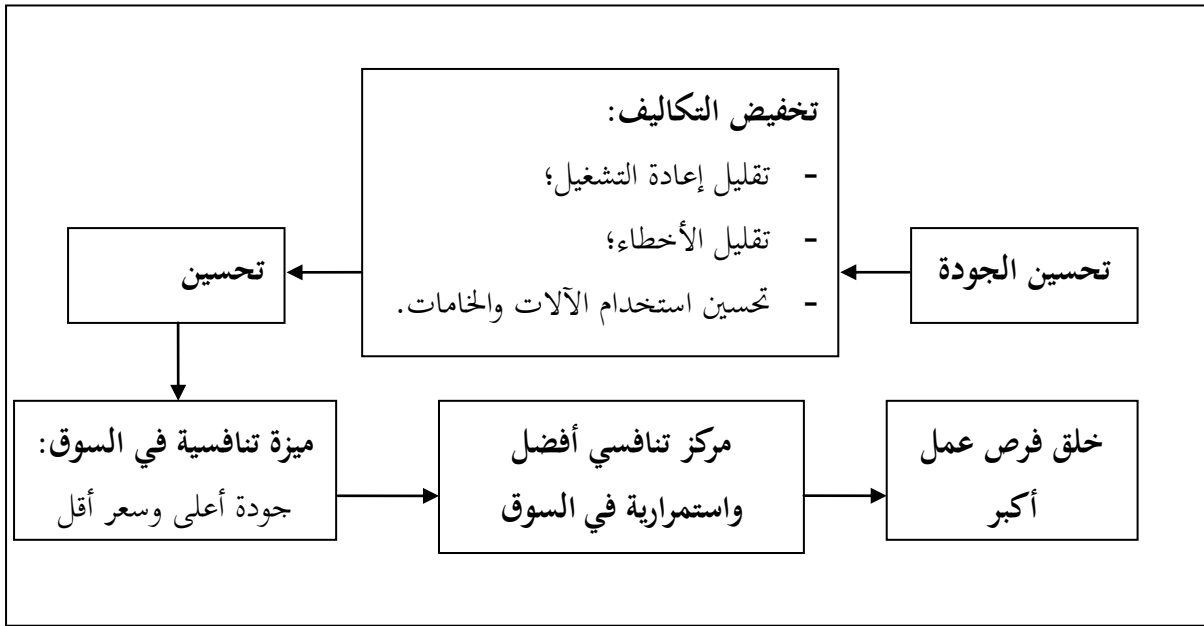 تحسين الجودة
تخفيض التكاليف:
- تقليل إعادة التشغيل؛
- تقليل الأخطاء؛
- تحسين استخدام الآلات والخامات.
تحسين
ميزة تنافسية في السوق:
جودة أعلى وسعر أقل
مركز تنافسي أفضل
واستمرارية في السوق
خلق فرص عمل
أكبر